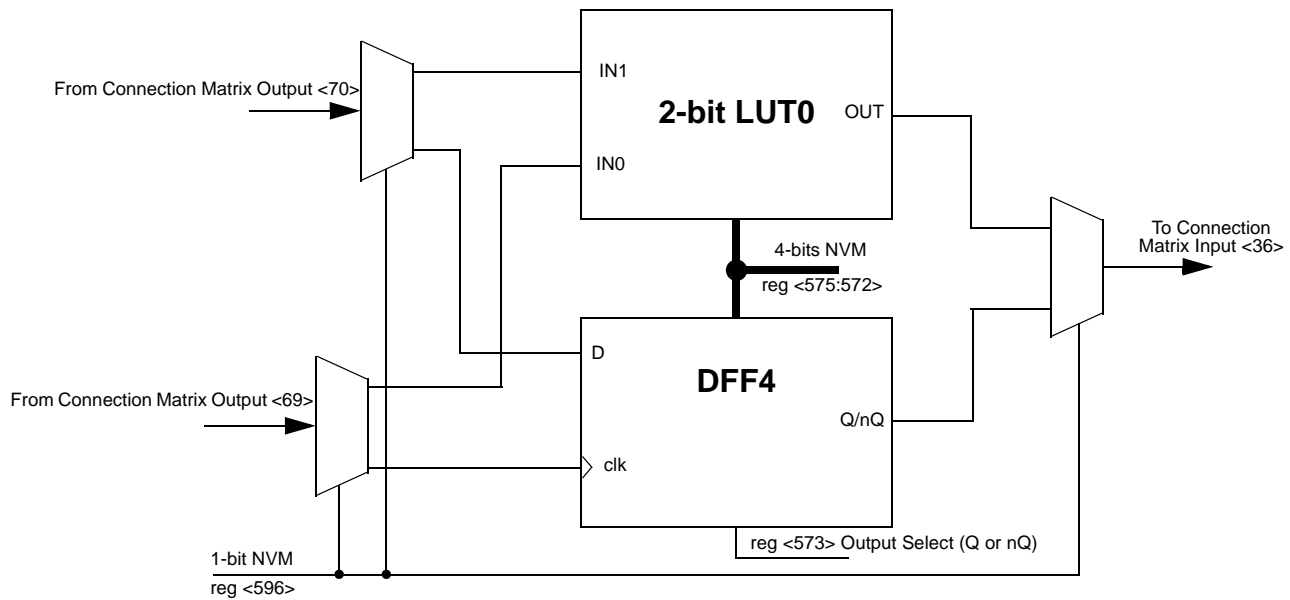 From Connection Matrix Output <70>
IN1
2-bit LUT0
OUT
IN0
To Connection
Matrix Input <36>
4-bits NVM
reg <575:572>
D
DFF4
From Connection Matrix Output <69>
Q/nQ
clk
reg <573> Output Select (Q or nQ)
1-bit NVM
reg <596>